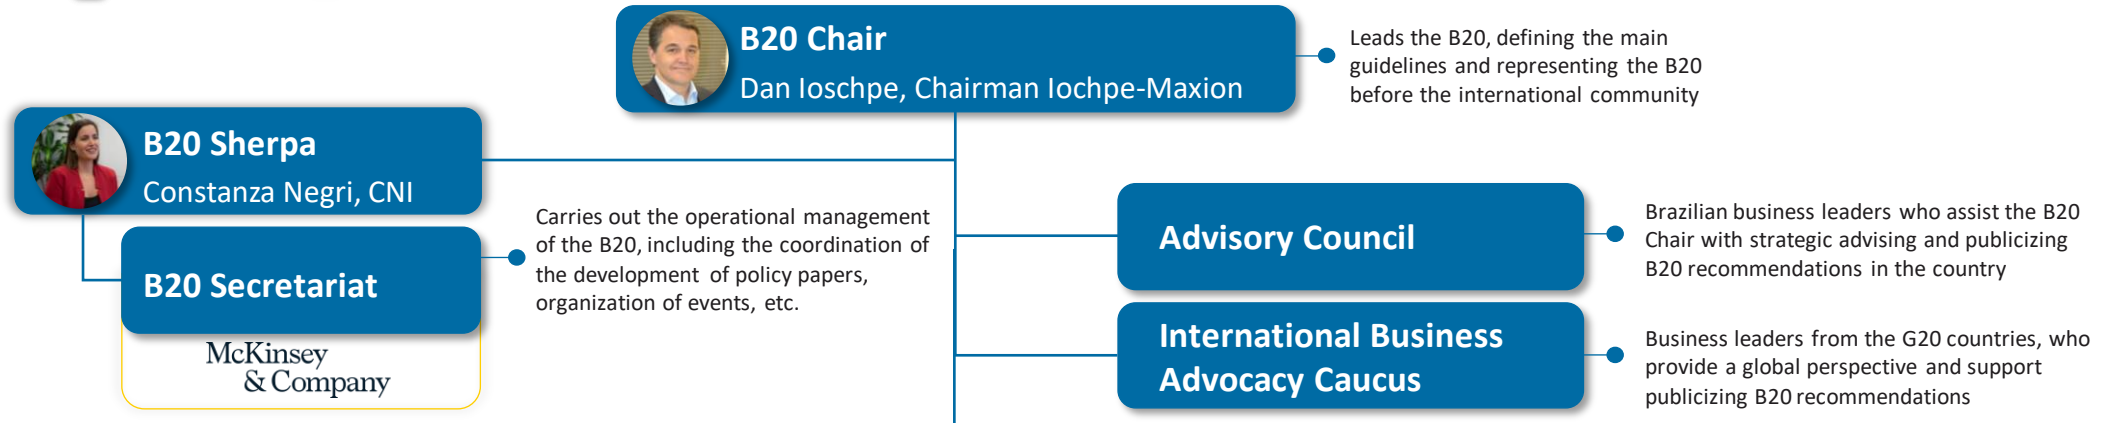 B20 Chair
Dan Ioschpe, Chairman Iochpe-Maxion
Leads the B20, defining the main
guidelines and representing the B20
before the international community
B20 Sherpa
Constanza Negri, CNI
B20 Secretariat
McKinsey
& Company
Carries out the operational management
of the B20, including the coordination of
the development of policy papers,
organization of events, etc.
Advisory Council
Brazilian business leaders who assist the B20
Chair with strategic advising and publicizing
B20 recommendations in the country
International Business
Advocacy Caucus
Business leaders from the G20 countries, who
provide a global perspective and support
publicizing B20 recommendations